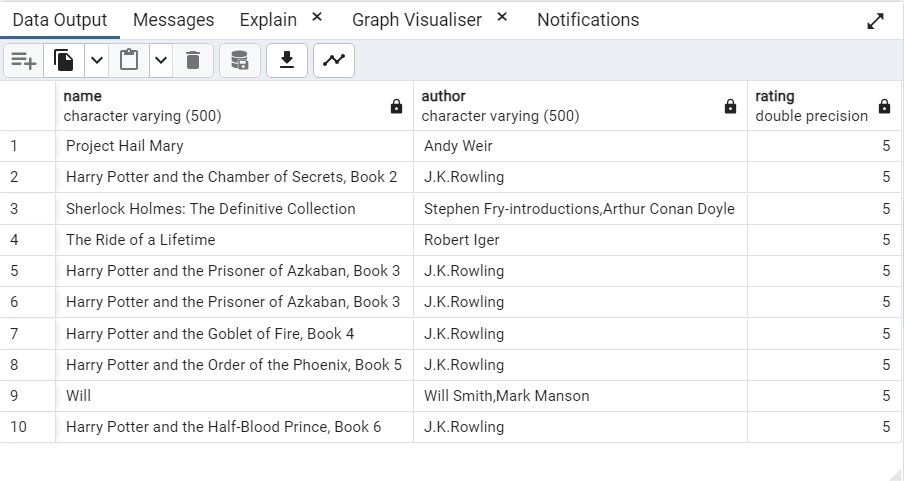 Data Output Messages Explain × Graph Visualiser × Notifications
name author rating
character varying (500) character varying (500) double precision
1 Project Hail Mary Andy Weir 5
2 Harry Potter and the Chamber of Secrets, Book 2 J.K.Rowling 5
3 Sherlock Holmes: The Definitive Collection Stephen Fry-introductions,Arthur Conan Doyle 5
4 The Ride of a Lifetime Robert Iger 5
5 Harry Potter and the Prisoner of Azkaban, Book 3 J.K.Rowling 5
6 Harry Potter and the Prisoner of Azkaban, Book 3 J.K.Rowling 5
7 Harry Potter and the Goblet of Fire, Book 4 J.K.Rowling 5
8 Harry Potter and the Order of the Phoenix, Book 5 J.K.Rowling 5
9 Will Will Smith,Mark Manson 5
10 Harry Potter and the Half-Blood Prince, Book 6 J.K.Rowling 5